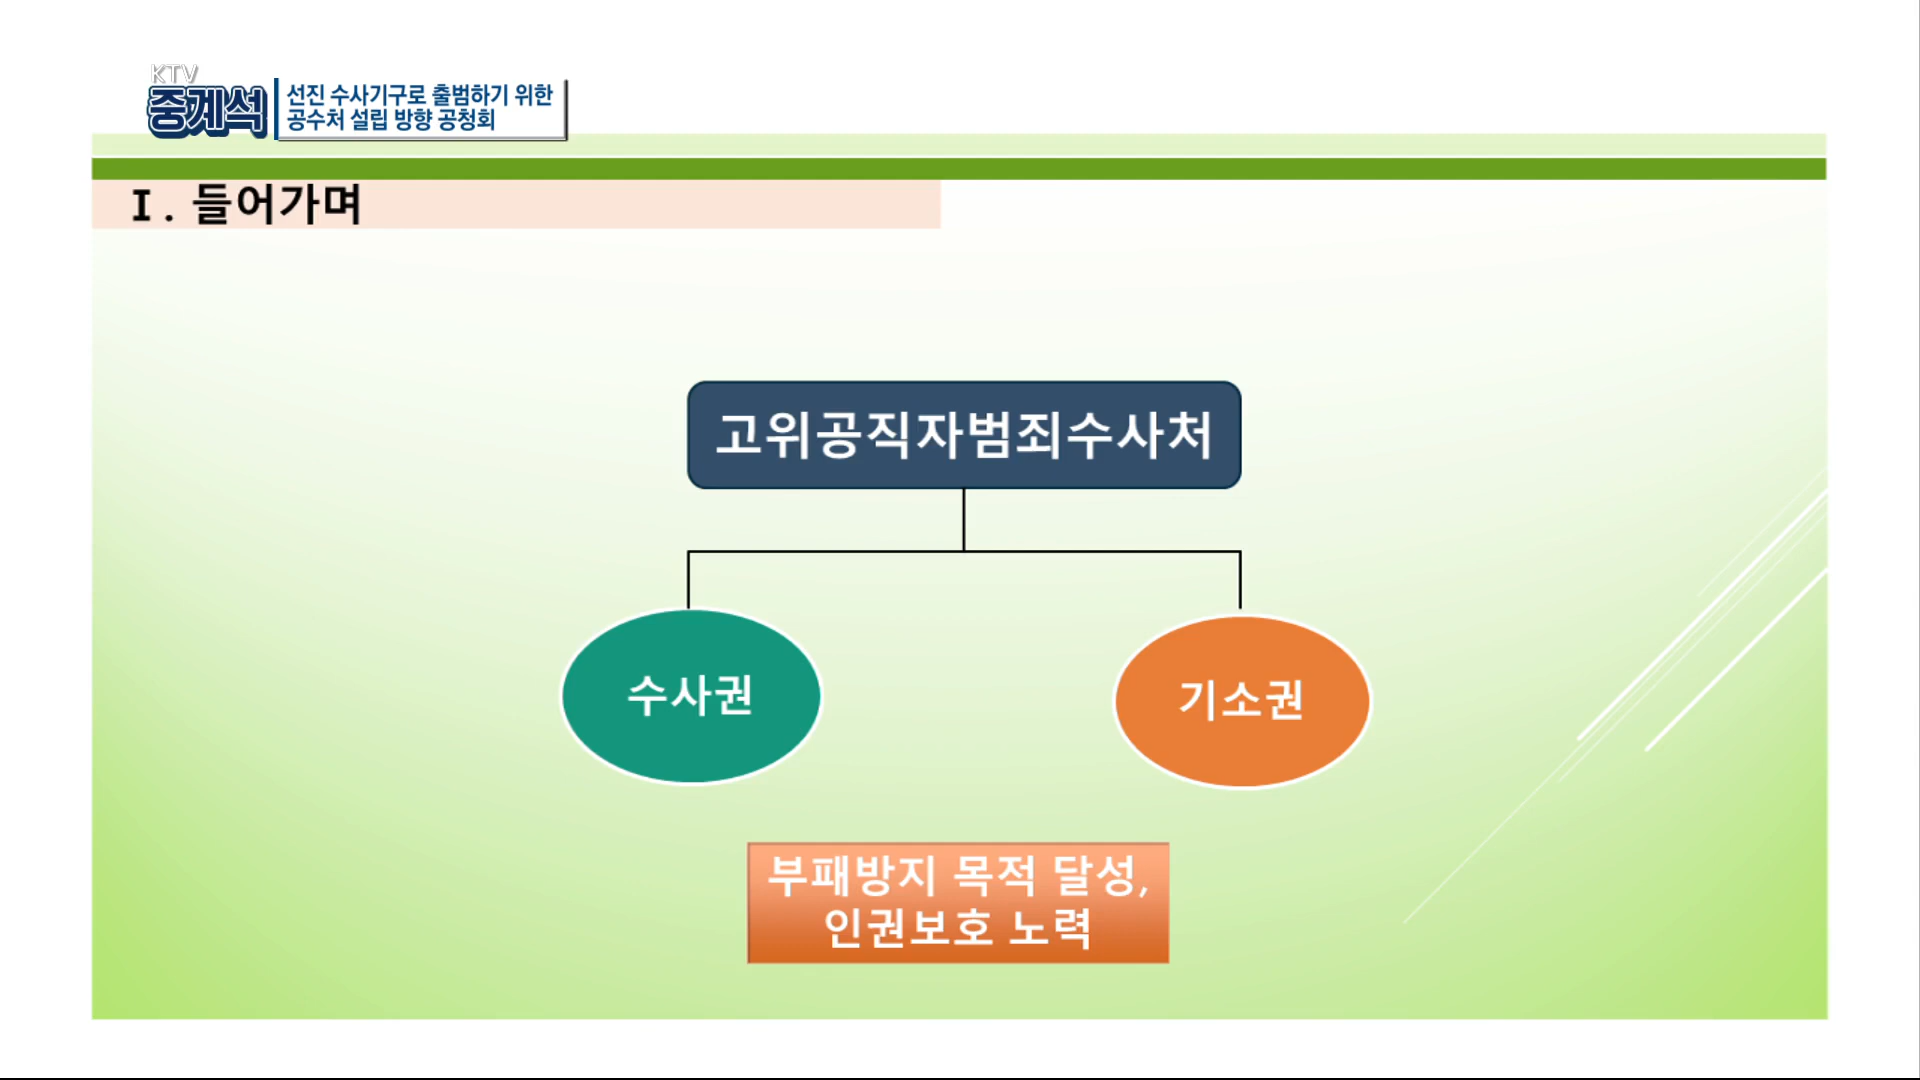 KTV
중계석
선진 수사기구로 출범하기 위한
공수처 설립 방향 공청회
Ⅰ. 들어가며
고위공직자범죄수사처
수사권
기소권
부패방지 목적 달성,
인권보호 노력